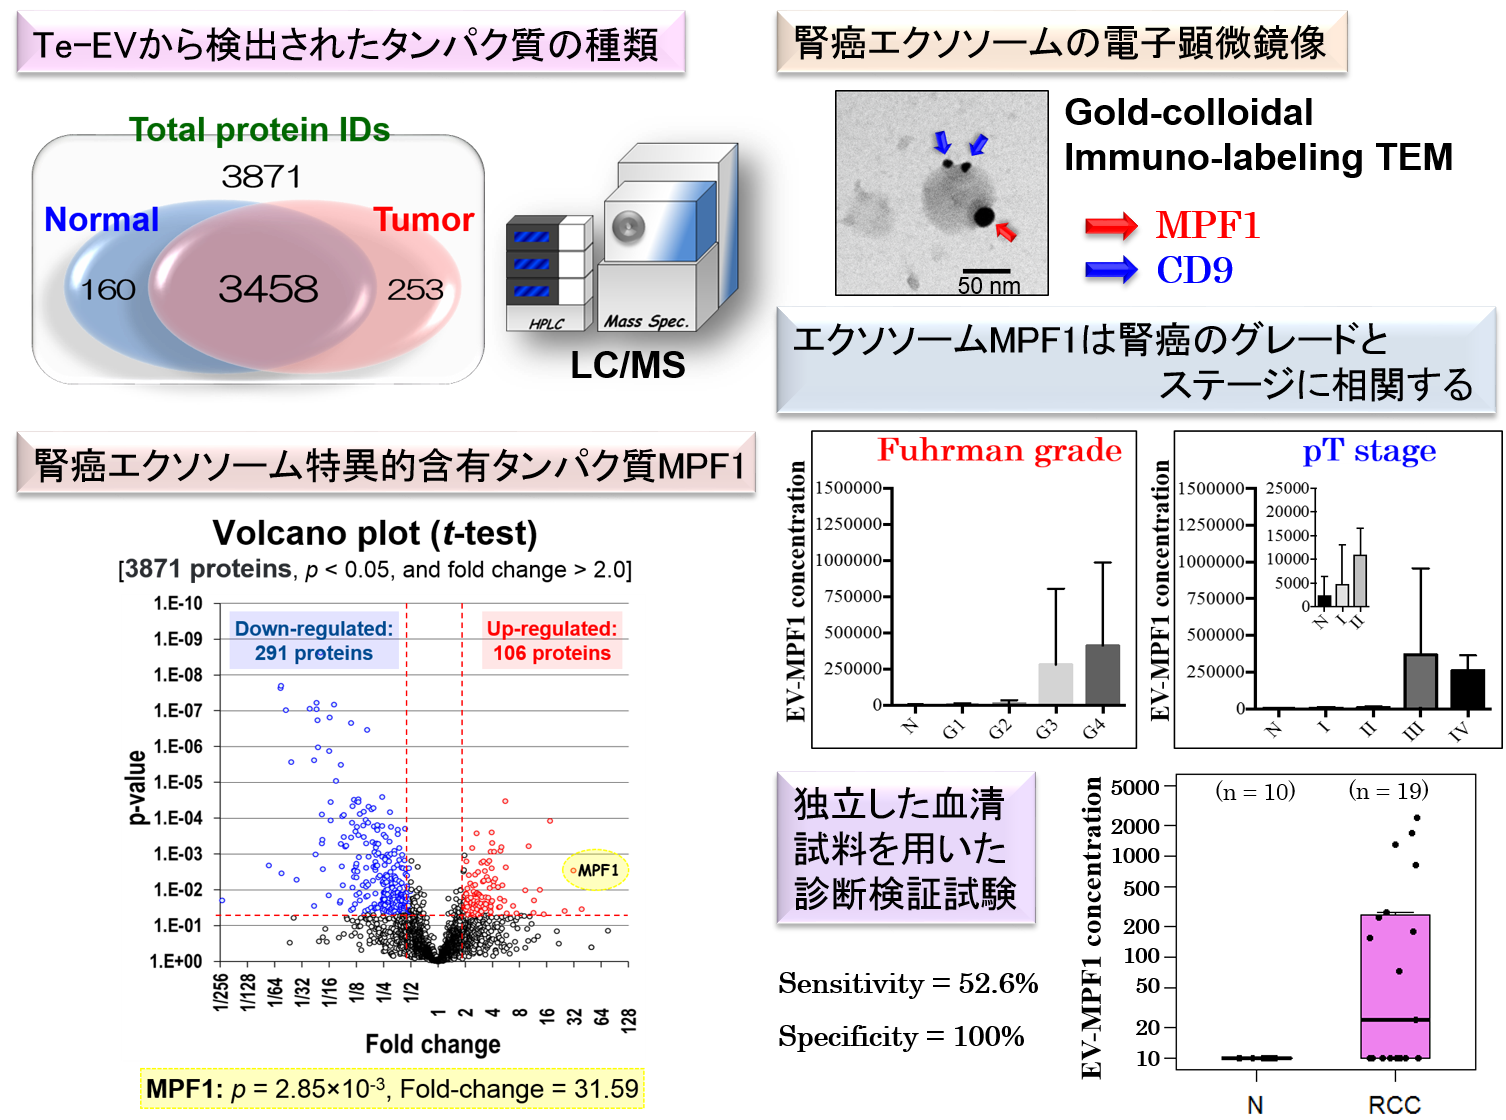 Te-EVから検出されたタンパク質の種類
Total protein IDs
3871
Normal
Tumor
160
3458
253
HPLC
Mass Spec.
LC/MS
腎癌エクソソーム特異的含有タンパク質MPF1
Volcano plot (t-test)
[3871 proteins, p < 0.05, and fold change > 2.0]
p-value
1.E-10
1.E-09
1.E-08
1.E-07
1.E-06
1.E-05
1.E-04
1.E-03
1.E-02
1.E-01
1.E+00
Down-regulated:
291 proteins
Up-regulated:
106 proteins
MPF1
1/256
1/128
1/64
1/32
1/16
1/8
1/4
1/2
1
2
4
8
16
32
64
128
Fold change
MPF1: p = 2.85×10-3, Fold-change = 31.59
腎癌エクソソームの電子顕微鏡像
50 nm
Gold-colloidal
Immuno-labeling TEM
MPF1
CD9
エクソソームMPF1は腎癌のグレードと
ステージに相関する
Fuhrman grade
EV-MPF1 concentration
1500000
1250000
1000000
750000
500000
250000
0
N
G1
G2
G3
G4
pT stage
EV-MPF1 concentration
1500000
1250000
1000000
750000
500000
250000
0
25000
20000
15000
10000
5000
0
N
I
II
N
I
II
III
IV
独立した血清
試料を用いた
診断検証試験
Sensitivity = 52.6%
Specificity = 100%
EV-MPF1 concentration
5000
2000
1000
500
200
200
100
50
20
10
(n = 10)
(n = 19)
N
RCC